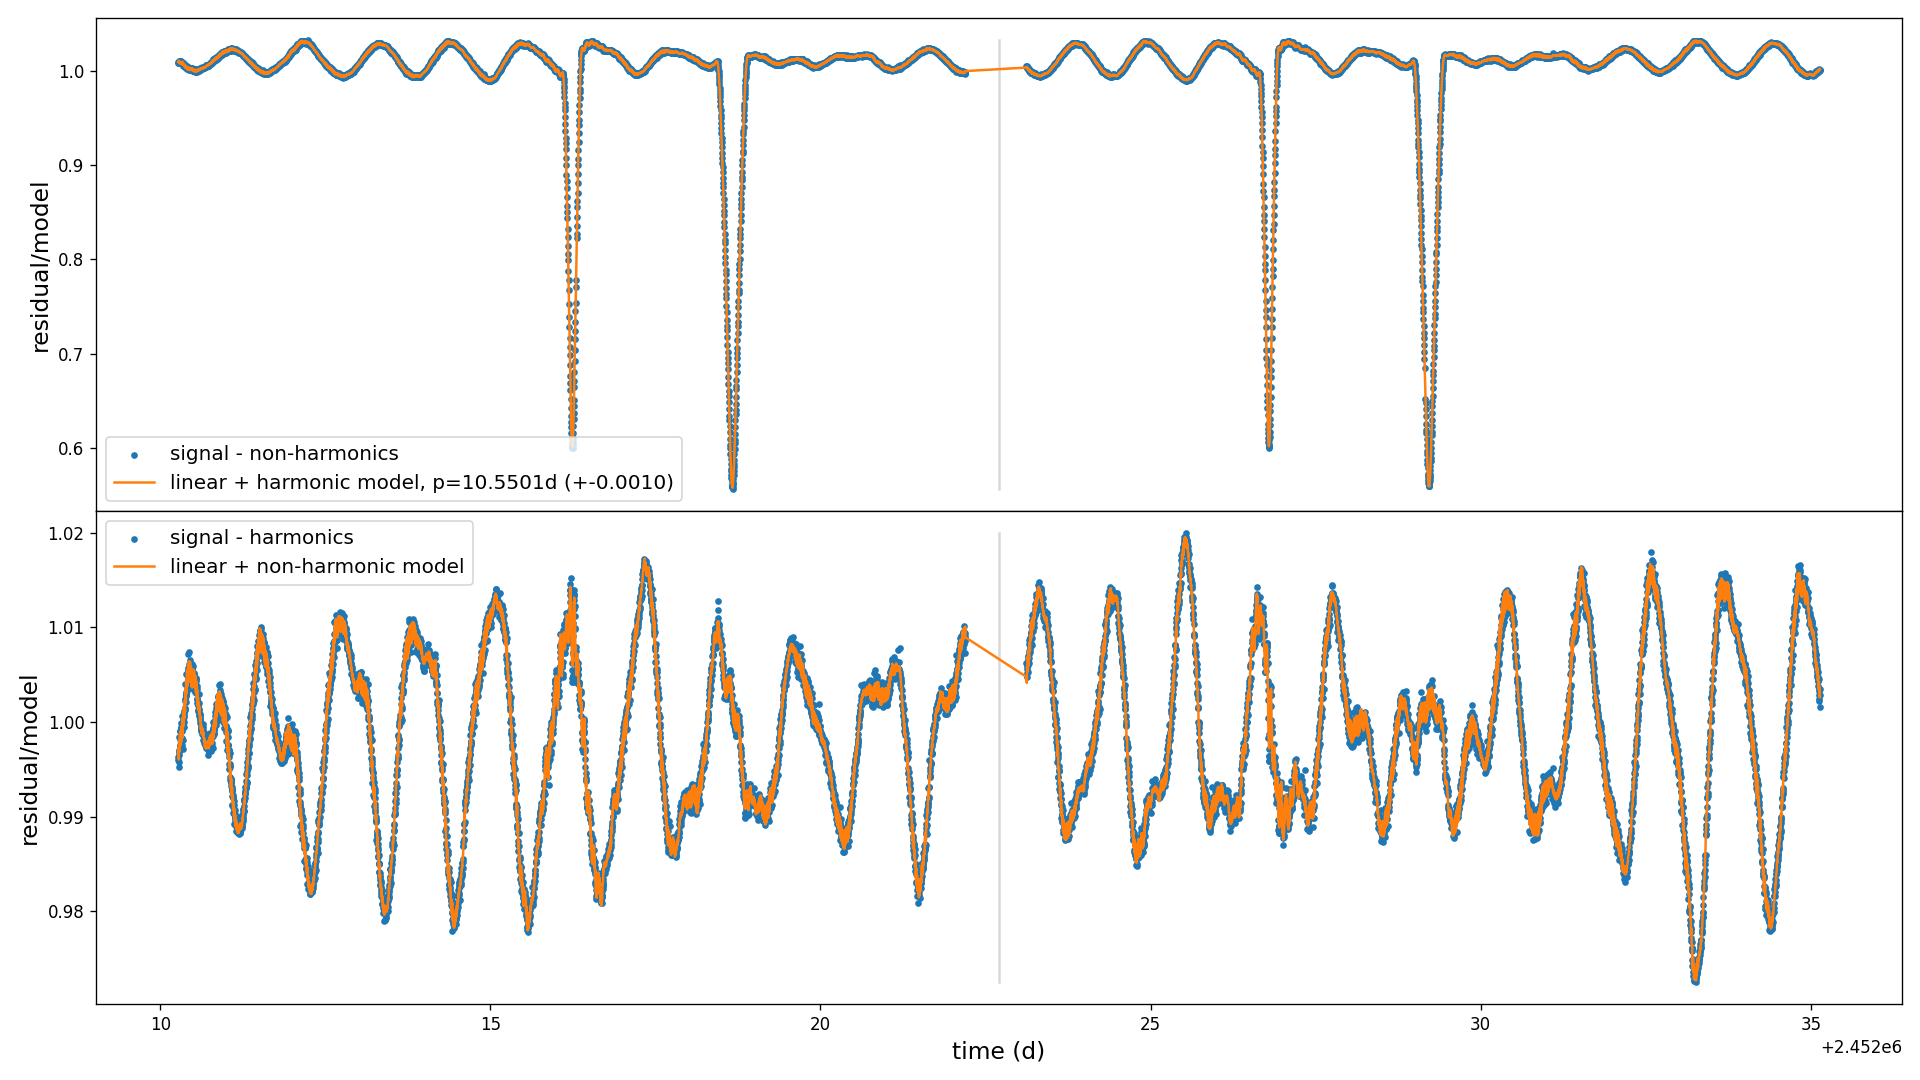 1.0
0.9
0.8
0.7
0.6
residual/model
signal - non-harmonics
linear + harmonic model, p=10.5501d (+-0.0010)
1.02
1.01
1.00
0.99
0.98
residual/model
signal - harmonics
linear + non-harmonic model
10
15
20
25
30
35
time (d)
+2.452e6